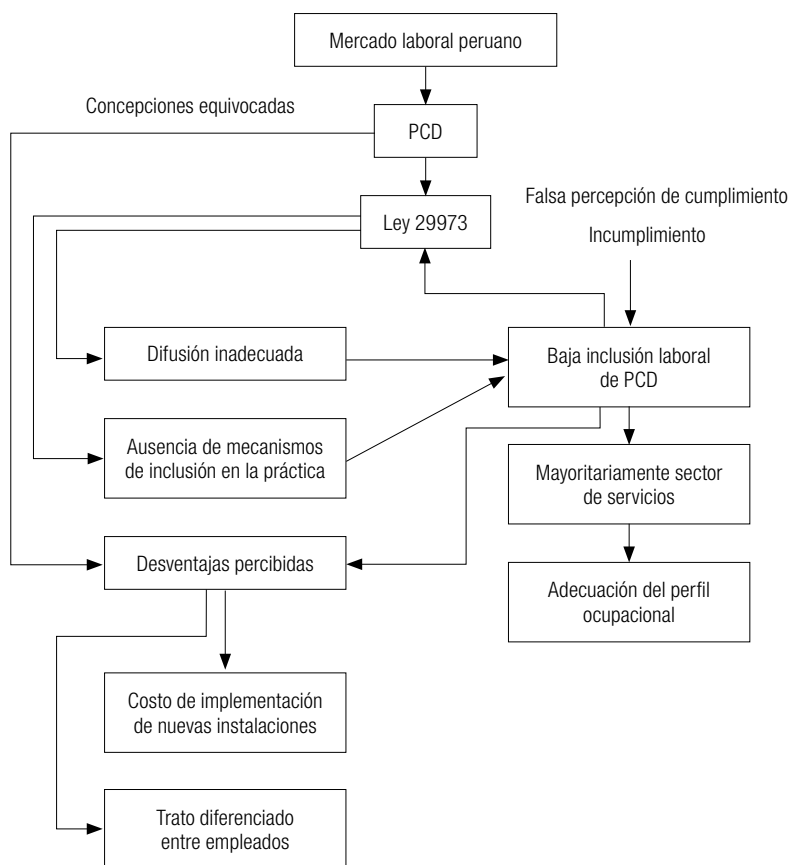 Mercado laboral peruano
Concepciones equivocadas
PCD
Ley 29973
Falsa percepción de cumplimiento
Incumplimiento
Difusión inadecuada
Baja inclusión laboral
de PCD
Ausencia de mecanismos
de inclusión en la práctica
Mayoritariamente sector
de servicios
Desventajas percibidas
Adecuación del perfil
ocupacional
Costo de implementación
de nuevas instalaciones
Trato diferenciado
entre empleados